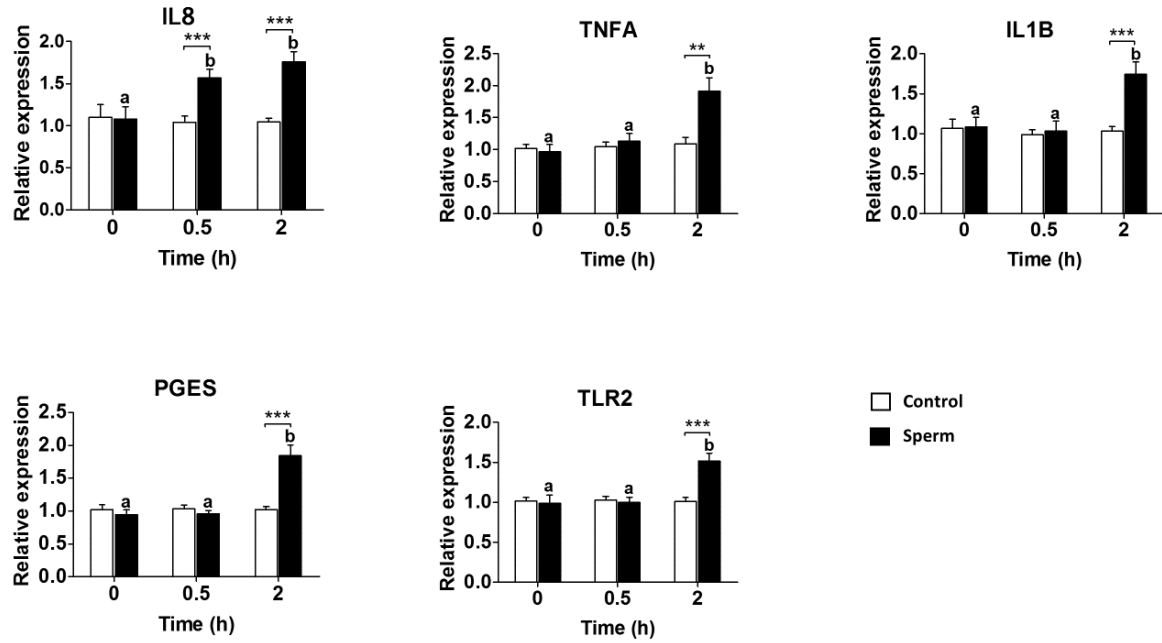 IL8
Relative expression
2.0
1.5
1.0
0.5
0.0
a
***
b
***
b
0 0.5 2
Time (h)
TNFA
Relative expression
2.5
2.0
1.5
1.0
0.5
0.0
a
a
**
b
0 0.5 2
Time (h)
IL1B
Relative expression
2.0
1.5
1.0
0.5
0.0
a
a
***
b
0 0.5 2
Time (h)
PGES
Relative expression
2.5
2.0
1.5
1.0
0.5
0.0
a
a
***
b
0 0.5 2
Time (h)
TLR2
Relative expression
2.0
1.5
1.0
0.5
0.0
a
a
***
b
0 0.5 2
Time (h)
Control
Sperm